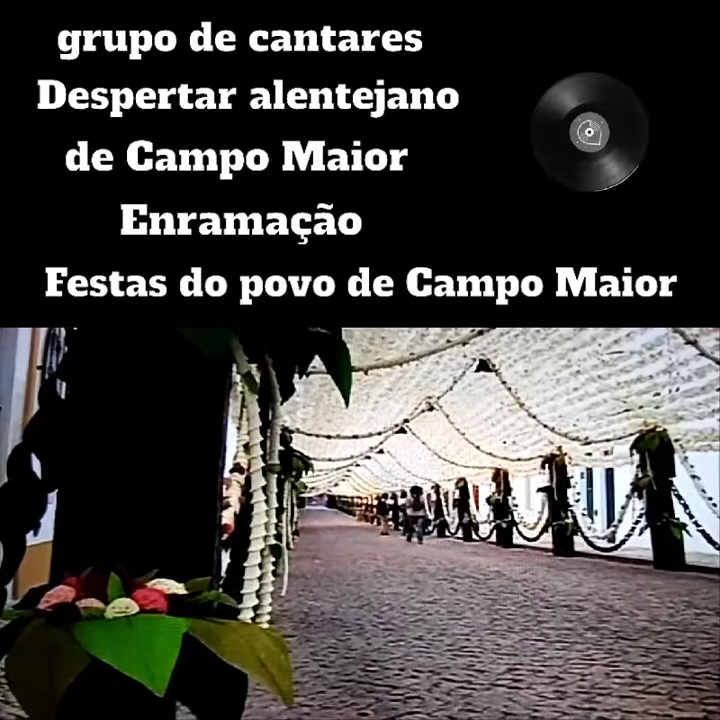 grupo de cantares
Despertar alentejano
de Campo Maior
Enramação
Festas do povo de Campo Maior